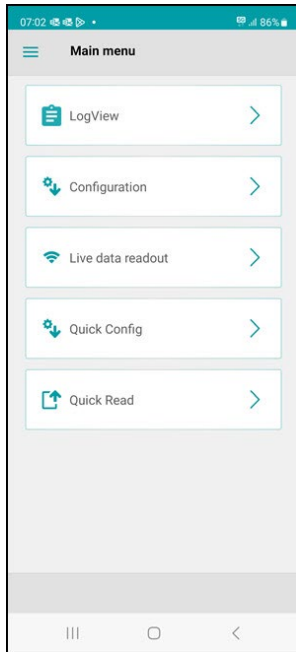 07:02
86%
Main menu
LogView
Configuration
Live data readout
Quick Config
Quick Read